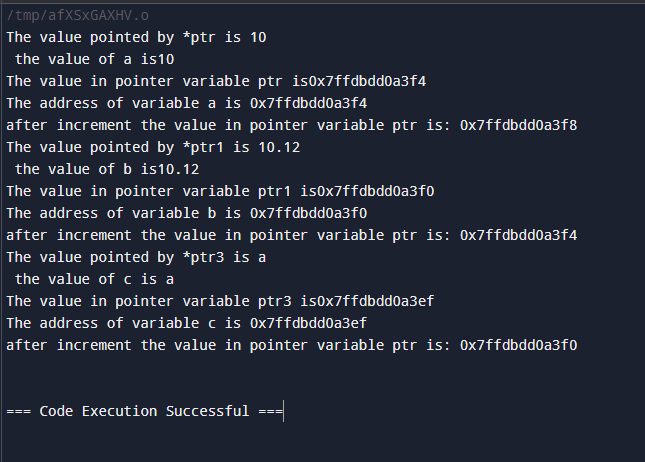 /tmp/afXSxGAXHV.o
The value pointed by *ptr is 10
the value of a is10
The value in pointer variable ptr is0x7ffdbdd0a3f4
The address of variable a is 0x7ffdbdd0a3f4
after increment the value in pointer variable ptr is: 0x7ffdbdd0a3f8
The value pointed by *ptr1 is 10.12
the value of b is10.12
The value in pointer variable ptr1 is0x7ffdbdd0a3f0
The address of variable b is 0x7ffdbdd0a3f0
after increment the value in pointer variable ptr is: 0x7ffdbdd0a3f4
The value pointed by *ptr3 is a
the value of c is a
The value in pointer variable ptr3 is0x7ffdbdd0a3ef
The address of variable c is 0x7ffdbdd0a3ef
after increment the value in pointer variable ptr is: 0x7ffdbdd0a3f0
=== Code Execution Successful ===